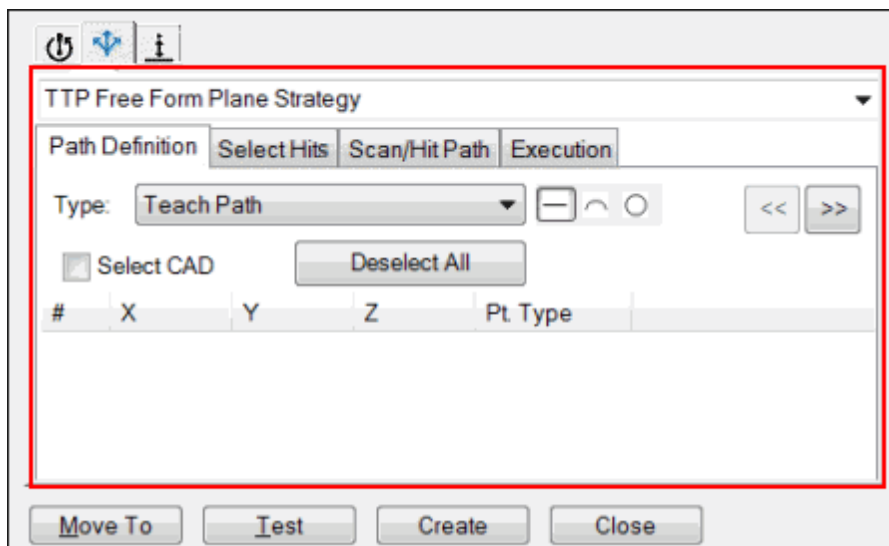 TTP Free Form Plane Strategy
Path Definition Select Hits Scan/Hit Path Execution
Type: Teach Path << >>
Select CAD Deselect All
# X Y Z Pt. Type
Move To Test Create Close